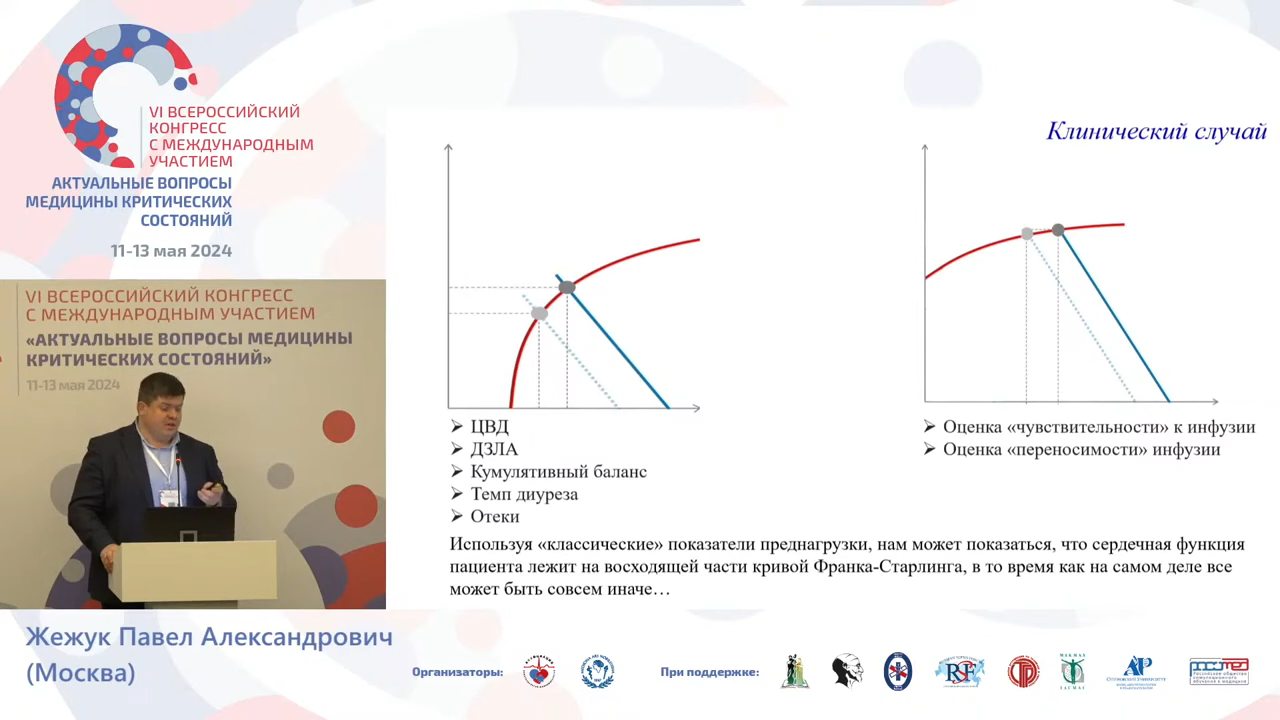 VI ВСЕРОССИЙСКИЙ
КОНГРЕСС
С МЕЖДУНАРОДНЫМ
УЧАСТИЕМ
АКТУАЛЬНЫЕ ВОПРОСЫ
МЕДИЦИНЫ КРИТИЧЕСКИХ
СОСТОЯНИЙ
11-13 мая 2024
VI ВСЕРОССИЙСКИЙ КОНГРЕСС
С МЕЖДУНАРОДНЫМ УЧАСТИЕМ
«АКТУАЛЬНЫЕ ВОПРОСЫ МЕДИЦИНЫ
КРИТИЧЕСКИХ СОСТОЯНИЙ»
11-13 мая 2024
Жежук Павел Александрович
(Москва)
Клинический случай
ЦВД
ДЗЛА
Кумулятивный баланс
Темп диуреза
Отеки
Оценка «чувствительности» к инфузии
Оценка «переносимости» инфузии
Используя «классические» показатели преднагрузки, нам может показаться, что сердечная функция
пациента лежит на восходящей части кривой Франка-Старлинга, в то время как на самом деле все
может быть совсем иначе…
Организаторы:
При поддержке: